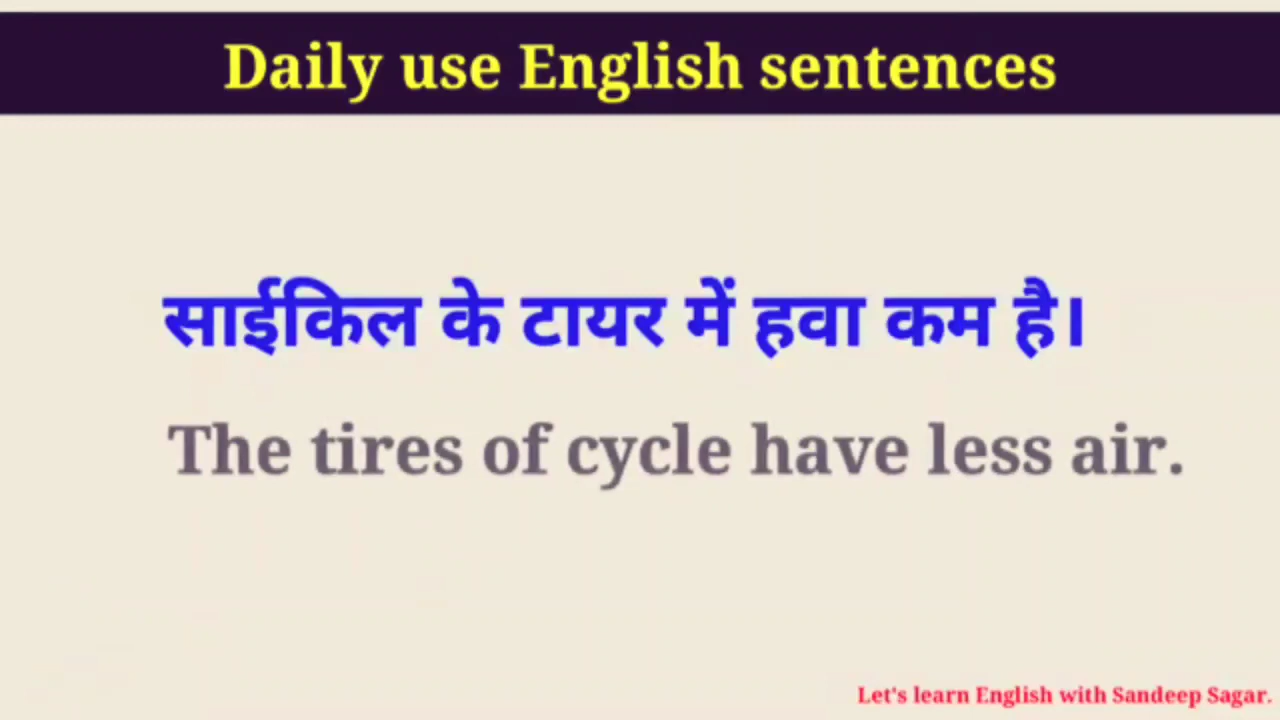 Daily use English sentences
साईकिल के टायर में हवा कम है।
The tires of cycle have less air.
Let's learn English with Sandeep Sagar.